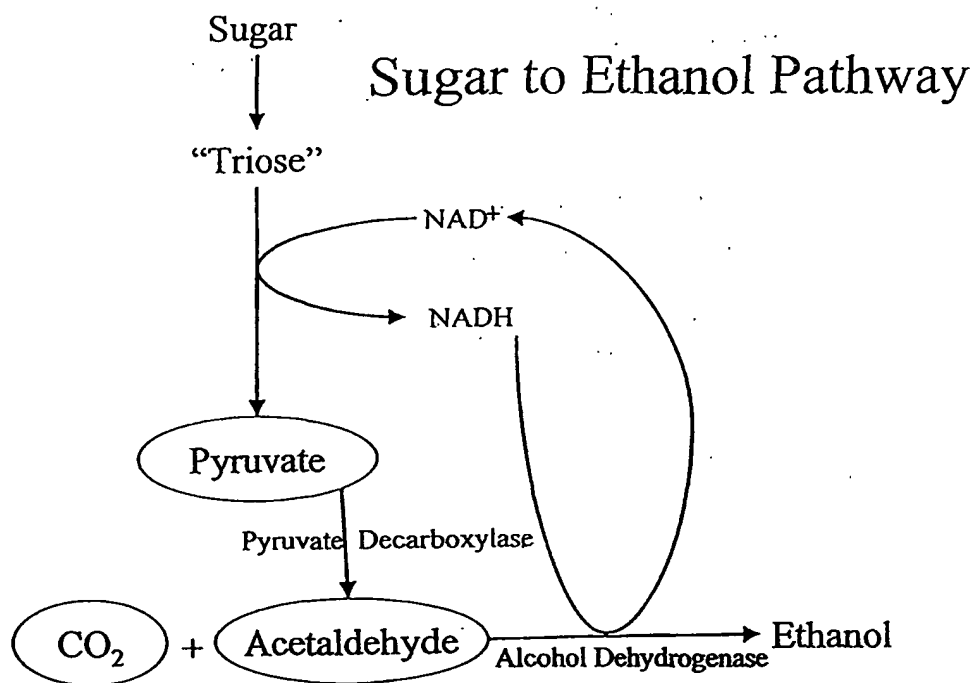 Sugar
Sugar to Ethanol Pathway
“Triose”
NAD+
NADH
Pyruvate
Pyruvate Decarboxylase
CO2 + Acetaldehyde
Alcohol Dehydrogenase
Ethanol